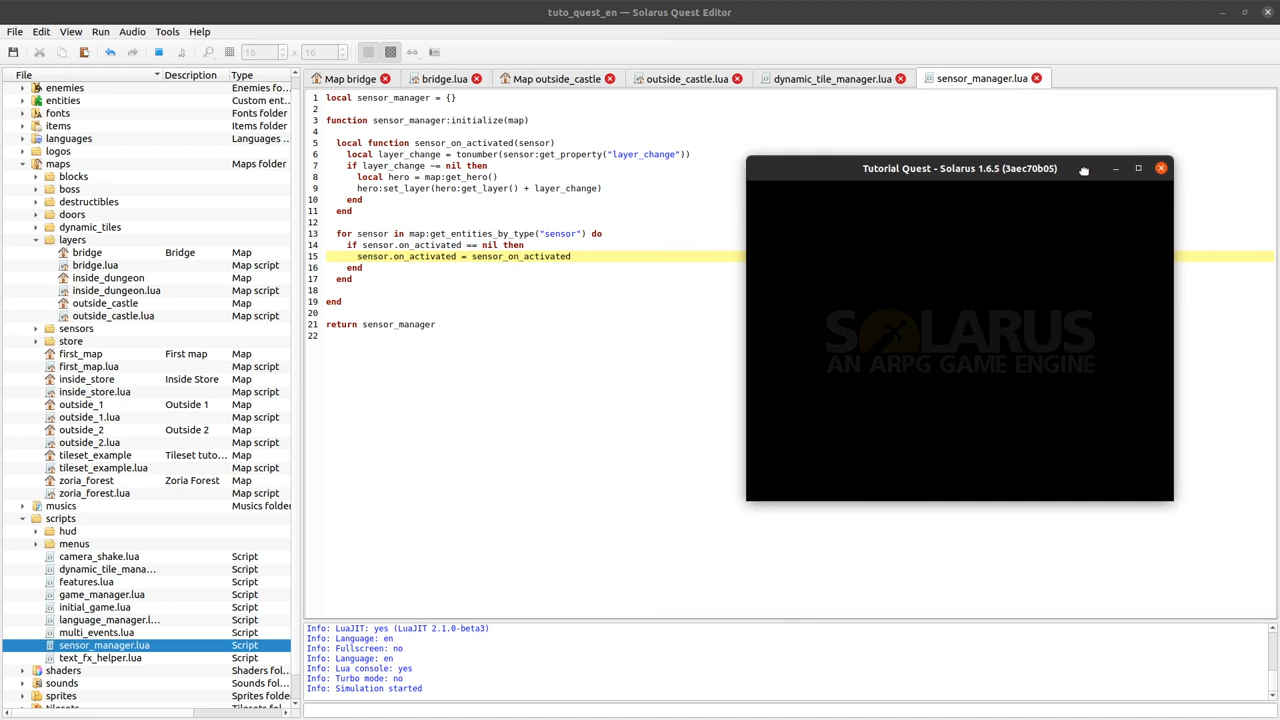 tuto_quest_en — Solarus Quest Editor
File Edit View Run Audio Tools Help
16 x 16
File Description Type
enemies Enemies fo...
entities Custom ent...
fonts Fonts folder
items Items folder
languages Languages ...
logos
maps Maps folder
blocks
boss
destructibles
doors
dynamic_tiles
layers
bridge Bridge Map
bridge.lua Map script
inside_dungeon Map
inside_dungeon.lua Map script
outside_castle Map
outside_castle.lua Map script
sensors
store
first_map First map Map
first_map.lua Map script
inside_store Inside Store Map
inside_store.lua Map script
outside_1 Outside 1 Map
outside_1.lua Map script
outside_2 Outside 2 Map
outside_2.lua Map script
tileset_example Tileset tuto... Map
tileset_example.lua Map script
zoria_forest Zoria Forest Map
zoria_forest.lua Map script
musics Musics folder
scripts
hud
menus
camera_shake.lua Script
dynamic_tile_mana... Script
features.lua Script
game_manager.lua Script
initial_game.lua Script
language_manager.l... Script
multi_events.lua Script
sensor_manager.lua Script
text_fx_helper.lua Script
shaders Shaders fol...
sounds Sounds fol...
sprites Sprites folder
Map bridge bridge.lua Map outside_castle outside_castle.lua dynamic_tile_manager.lua sensor_manager.lua
1 local sensor_manager = {}
2
3 function sensor_manager:initialize(map)
4
5 local function sensor_on_activated(sensor)
6 local layer_change = tonumber(sensor:get_property("layer_change"))
7 if layer_change ~= nil then
8 local hero = map:get_hero()
9 hero:set_layer(hero:get_layer() + layer_change)
10 end
11 end
12
13 for sensor in map:get_entities_by_type("sensor") do
14 if sensor.on_activated == nil then
15 sensor.on_activated = sensor_on_activated
16 end
17 end
18
19 end
20
21 return sensor_manager
22
Tutorial Quest - Solarus 1.6.5 (3aec70b05)
SOLARUS
AN ARPG GAME ENGINE
Info: LuaJIT: yes (LuaJIT 2.1.0-beta3)
Info: Language: en
Info: Fullscreen: no
Info: Language: en
Info: Lua console: yes
Info: Turbo mode: no
Info: Simulation started